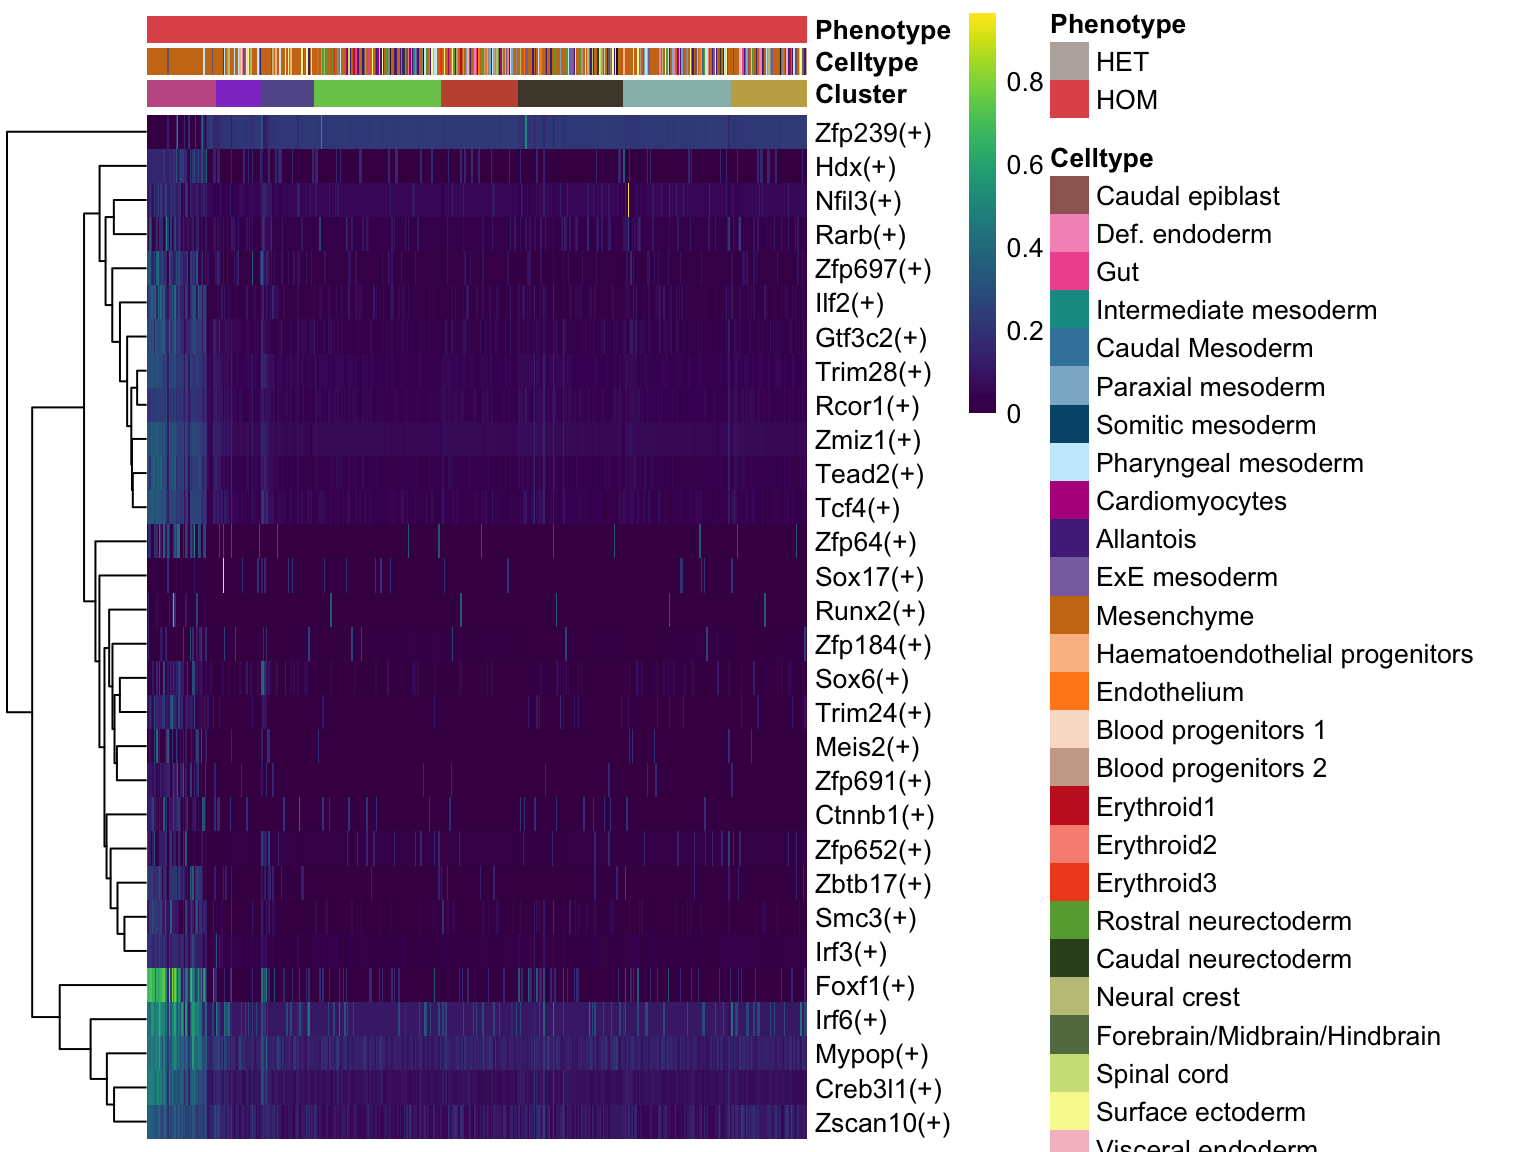 Phenotype
Celltype
Cluster
Zfp239(+)
Hdx(+)
Nfil3(+)
Rarb(+)
Zfp697(+)
Ilf2(+)
Gtf3c2(+)
Trim28(+)
Rcor1(+)
Zmiz1(+)
Tead2(+)
Tcf4(+)
Zfp64(+)
Sox17(+)
Runx2(+)
Zfp184(+)
Sox6(+)
Trim24(+)
Meis2(+)
Zfp691(+)
Ctnnb1(+)
Zfp652(+)
Zbtb17(+)
Smc3(+)
Irf3(+)
Foxf1(+)
Irf6(+)
Mypop(+)
Creb3l1(+)
Zscan10(+)
0.8
0.6
0.4
0.2
0
Phenotype
HET
HOM
Celltype
Caudal epiblast
Def. endoderm
Gut
Intermediate mesoderm
Caudal Mesoderm
Paraxial mesoderm
Somitic mesoderm
Pharyngeal mesoderm
Cardiomyocytes
Allantois
ExE mesoderm
Mesenchyme
Haematoendothelial progenitors
Endothelium
Blood progenitors 1
Blood progenitors 2
Erythroid1
Erythroid2
Erythroid3
Rostral neurectoderm
Caudal neurectoderm
Neural crest
Forebrain/Midbrain/Hindbrain
Spinal cord
Surface ectoderm
Visceral endoderm